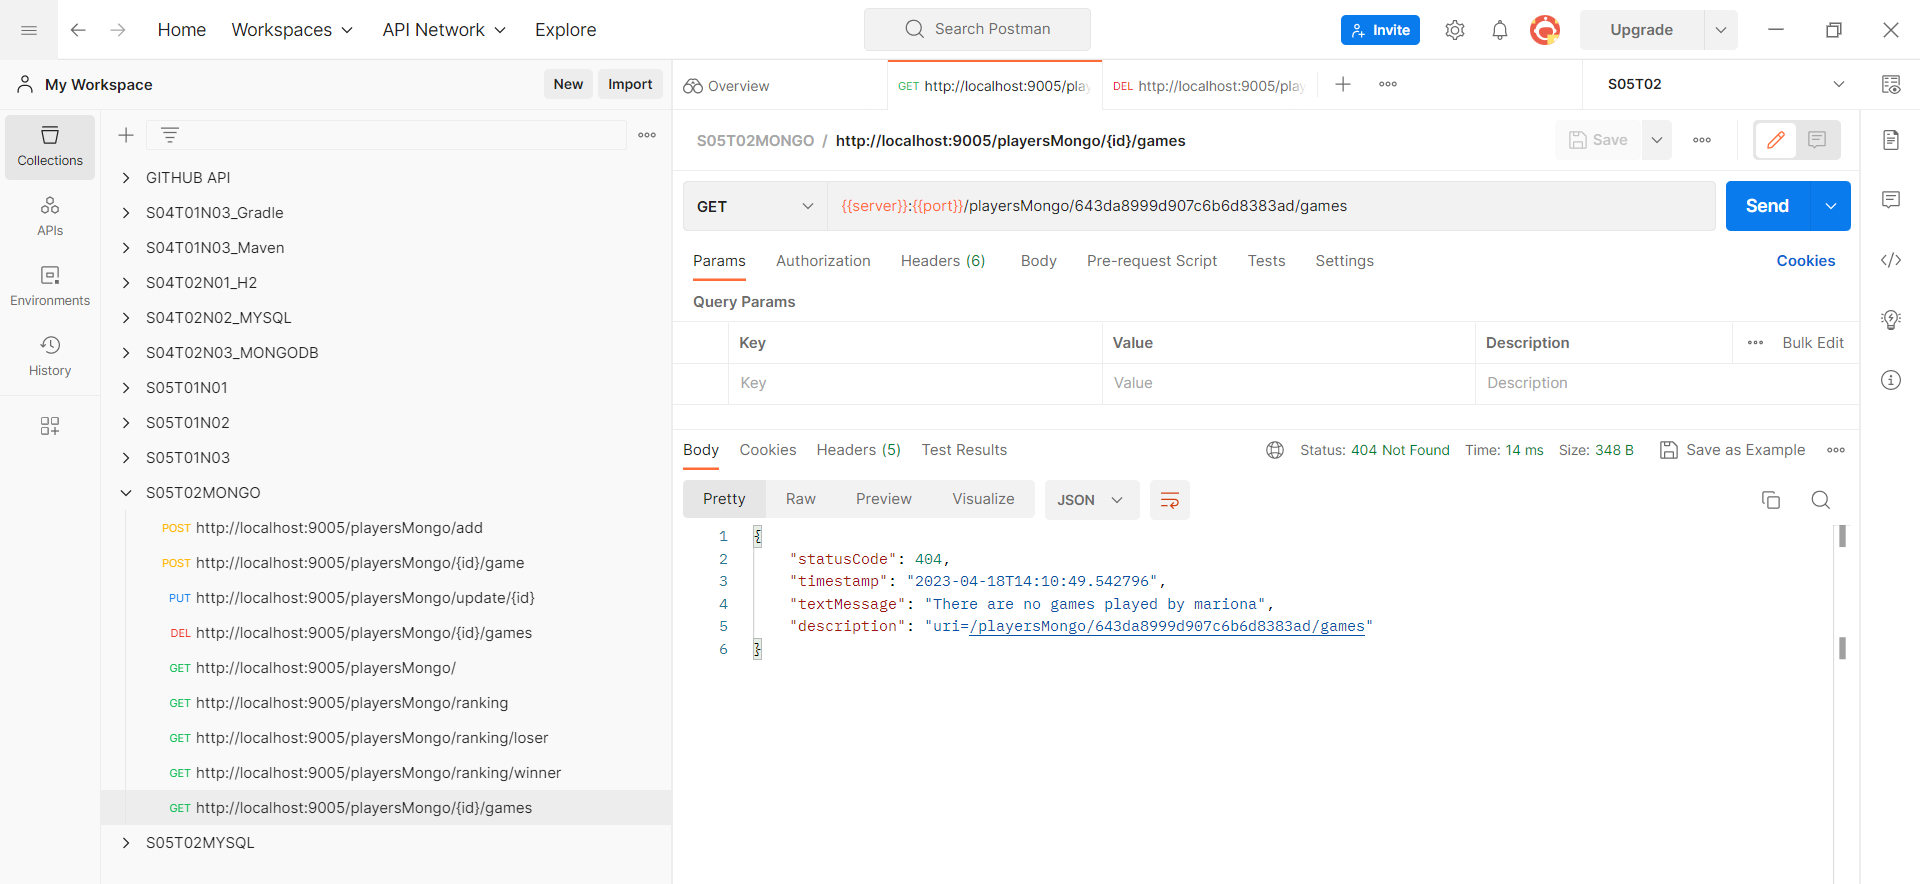 Home
Workspaces
API Network
Explore
Search Postman
Invite
Upgrade
My Workspace
New
Import
Overview
GET http://localhost:9005/pla
DEL http://localhost:9005/play
S05T02
Collections
APIs
Environments
History
GITHUB API
S04T01N03_Gradle
S04T01N03_Maven
S04T02N01_H2
S04T02N02_MYSQL
S04T02N03_MONGODB
S05T01N01
S05T01N02
S05T01N03
S05T02MONGO
POST http://localhost:9005/playersMongo/add
POST http://localhost:9005/playersMongo/{id}/game
PUT http://localhost:9005/playersMongo/update/{id}
DEL http://localhost:9005/playersMongo/{id}/games
GET http://localhost:9005/playersMongo/
GET http://localhost:9005/playersMongo/ranking
GET http://localhost:9005/playersMongo/ranking/loser
GET http://localhost:9005/playersMongo/ranking/winner
GET http://localhost:9005/playersMongo/{id}/games
S05T02MYSQL
S05T02MONGO / http://localhost:9005/playersMongo/{id}/games
Save
GET
{{server}}:{{port}}/playersMongo/643da8999d907c6b6d8383ad/games
Send
Params
Authorization
Headers (6)
Body
Pre-request Script
Tests
Settings
Cookies
Query Params
Key
Value
Description
Bulk Edit
Key
Value
Description
Body
Cookies
Headers (5)
Test Results
Status: 404 Not Found
Time: 14 ms
Size: 348 B
Save as Example
Pretty
Raw
Preview
Visualize
JSON
1 {
2 "statusCode": 404,
3 "timestamp": "2023-04-18T14:10:49.542796",
4 "textMessage": "There are no games played by mariona",
5 "description": "uri=/playersMongo/643da8999d907c6b6d8383ad/games"
6 }